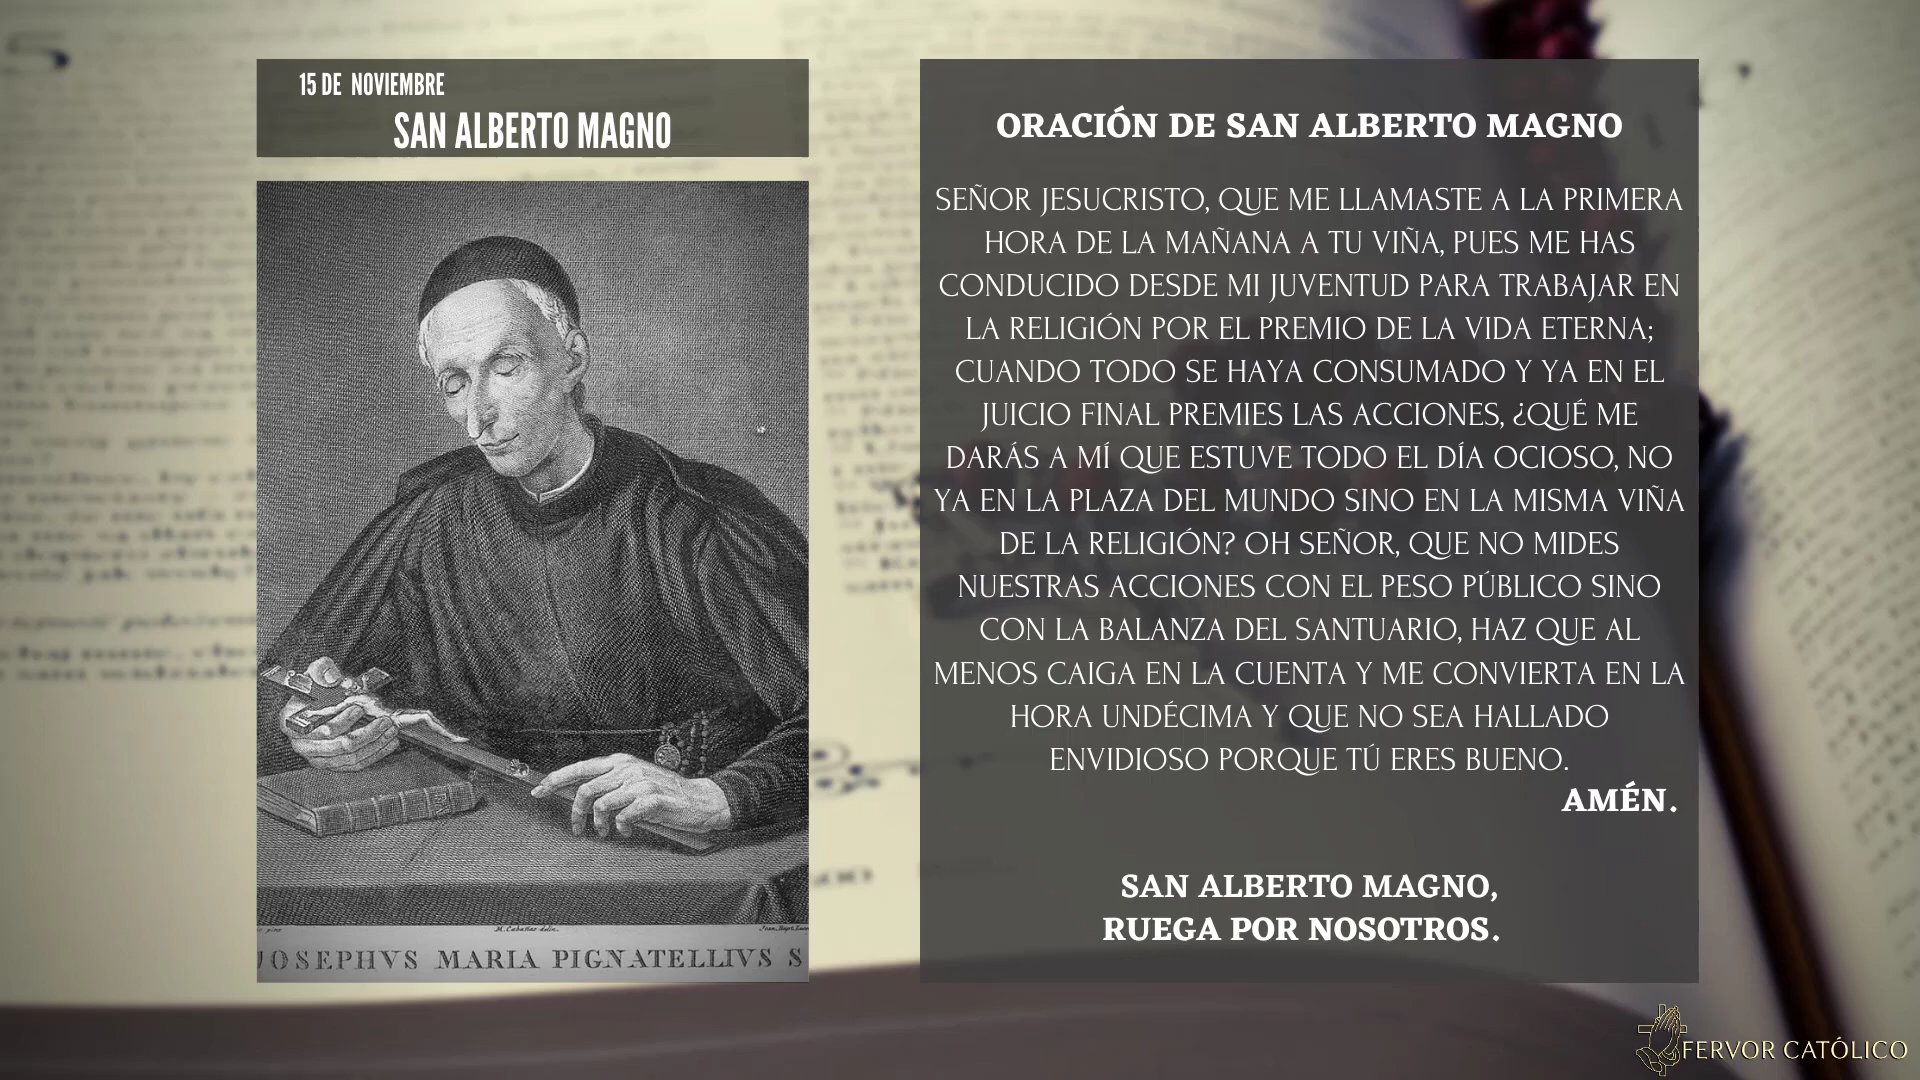 15 DE NOVIEMBRE
SAN ALBERTO MAGNO
M. Cabañas delin.
JOSEPHVS MARIA PIGNATELLIVS S
ORACIÓN DE SAN ALBERTO MAGNO
SEÑOR JESUCRISTO, QUE ME LLAMASTE A LA PRIMERA
HORA DE LA MAÑANA A TU VIÑA, PUES ME HAS
CONDUCIDO DESDE MI JUVENTUD PARA TRABAJAR EN
LA RELIGIÓN POR EL PREMIO DE LA VIDA ETERNA;
CUANDO TODO SE HAYA CONSUMADO Y YA EN EL
JUICIO FINAL PREMIES LAS ACCIONES, ¿QUÉ ME
DARÁS A MÍ QUE ESTUVE TODO EL DÍA OCIOSO, NO
YA EN LA PLAZA DEL MUNDO SINO EN LA MISMA VIÑA
DE LA RELIGIÓN? OH SEÑOR, QUE NO MIDES
NUESTRAS ACCIONES CON EL PESO PÚBLICO SINO
CON LA BALANZA DEL SANTUARIO, HAZ QUE AL
MENOS CAIGA EN LA CUENTA Y ME CONVIERTA EN LA
HORA UNDÉCIMA Y QUE NO SEA HALLADO
ENVIDIOSO PORQUE TÚ ERES BUENO.
AMÉN.
SAN ALBERTO MAGNO,
RUEGA POR NOSOTROS.
FERVOR CATÓLICO